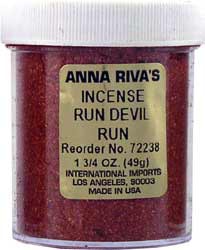 ANNA RIVA'S
INCENSE
RUN DEVIL
RUN
Reorder No. 72238
1 3/4 OZ. (49g)
INTERNATIONAL IMPORTS
LOS ANGELES, 90003
MADE IN USA